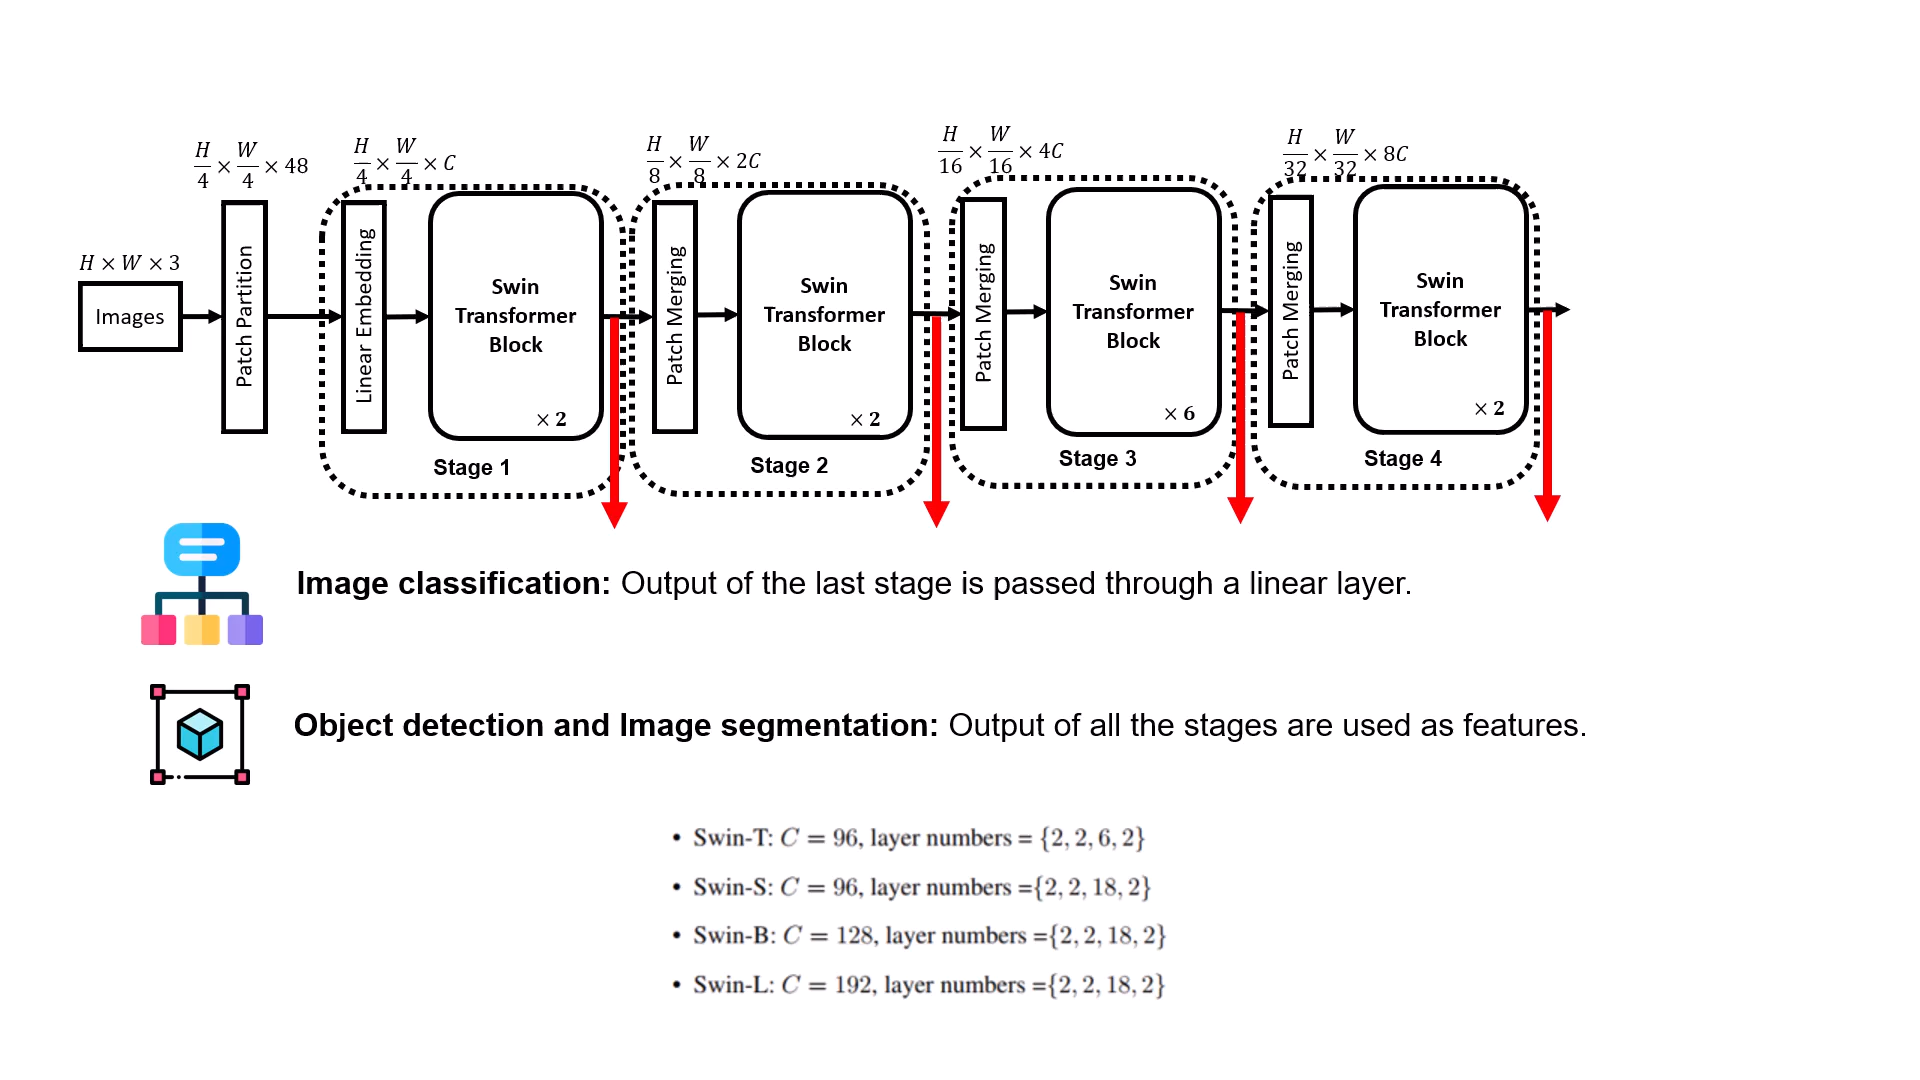 H/4 × W/4 × 48
H/4 × W/4 × C
H/8 × W/8 × 2C
H/16 × W/16 × 4C
H/32 × W/32 × 8C
H × W × 3
Images
Patch Partition
Linear Embedding
Swin
Transformer
Block
× 2
Stage 1
Patch Merging
Swin
Transformer
Block
× 2
Stage 2
Patch Merging
Swin
Transformer
Block
× 6
Stage 3
Patch Merging
Swin
Transformer
Block
× 2
Stage 4
Image classification: Output of the last stage is passed through a linear layer.
Object detection and Image segmentation: Output of all the stages are used as features.
• Swin-T: C = 96, layer numbers = {2, 2, 6, 2}
• Swin-S: C = 96, layer numbers ={2, 2, 18, 2}
• Swin-B: C = 128, layer numbers ={2, 2, 18, 2}
• Swin-L: C = 192, layer numbers ={2, 2, 18, 2}